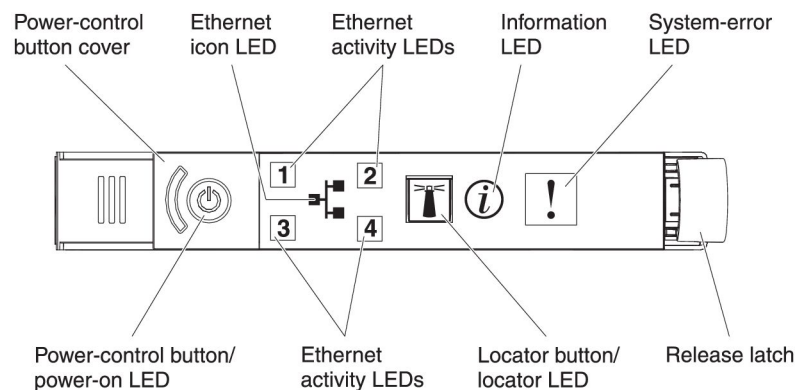 Power-control
button cover
Ethernet
icon LED
Ethernet
activity LEDs
Information
LED
System-error
LED
1
2
i
!
3
4
Power-control button/
power-on LED
Ethernet
activity LEDs
Locator button/
locator LED
Release latch